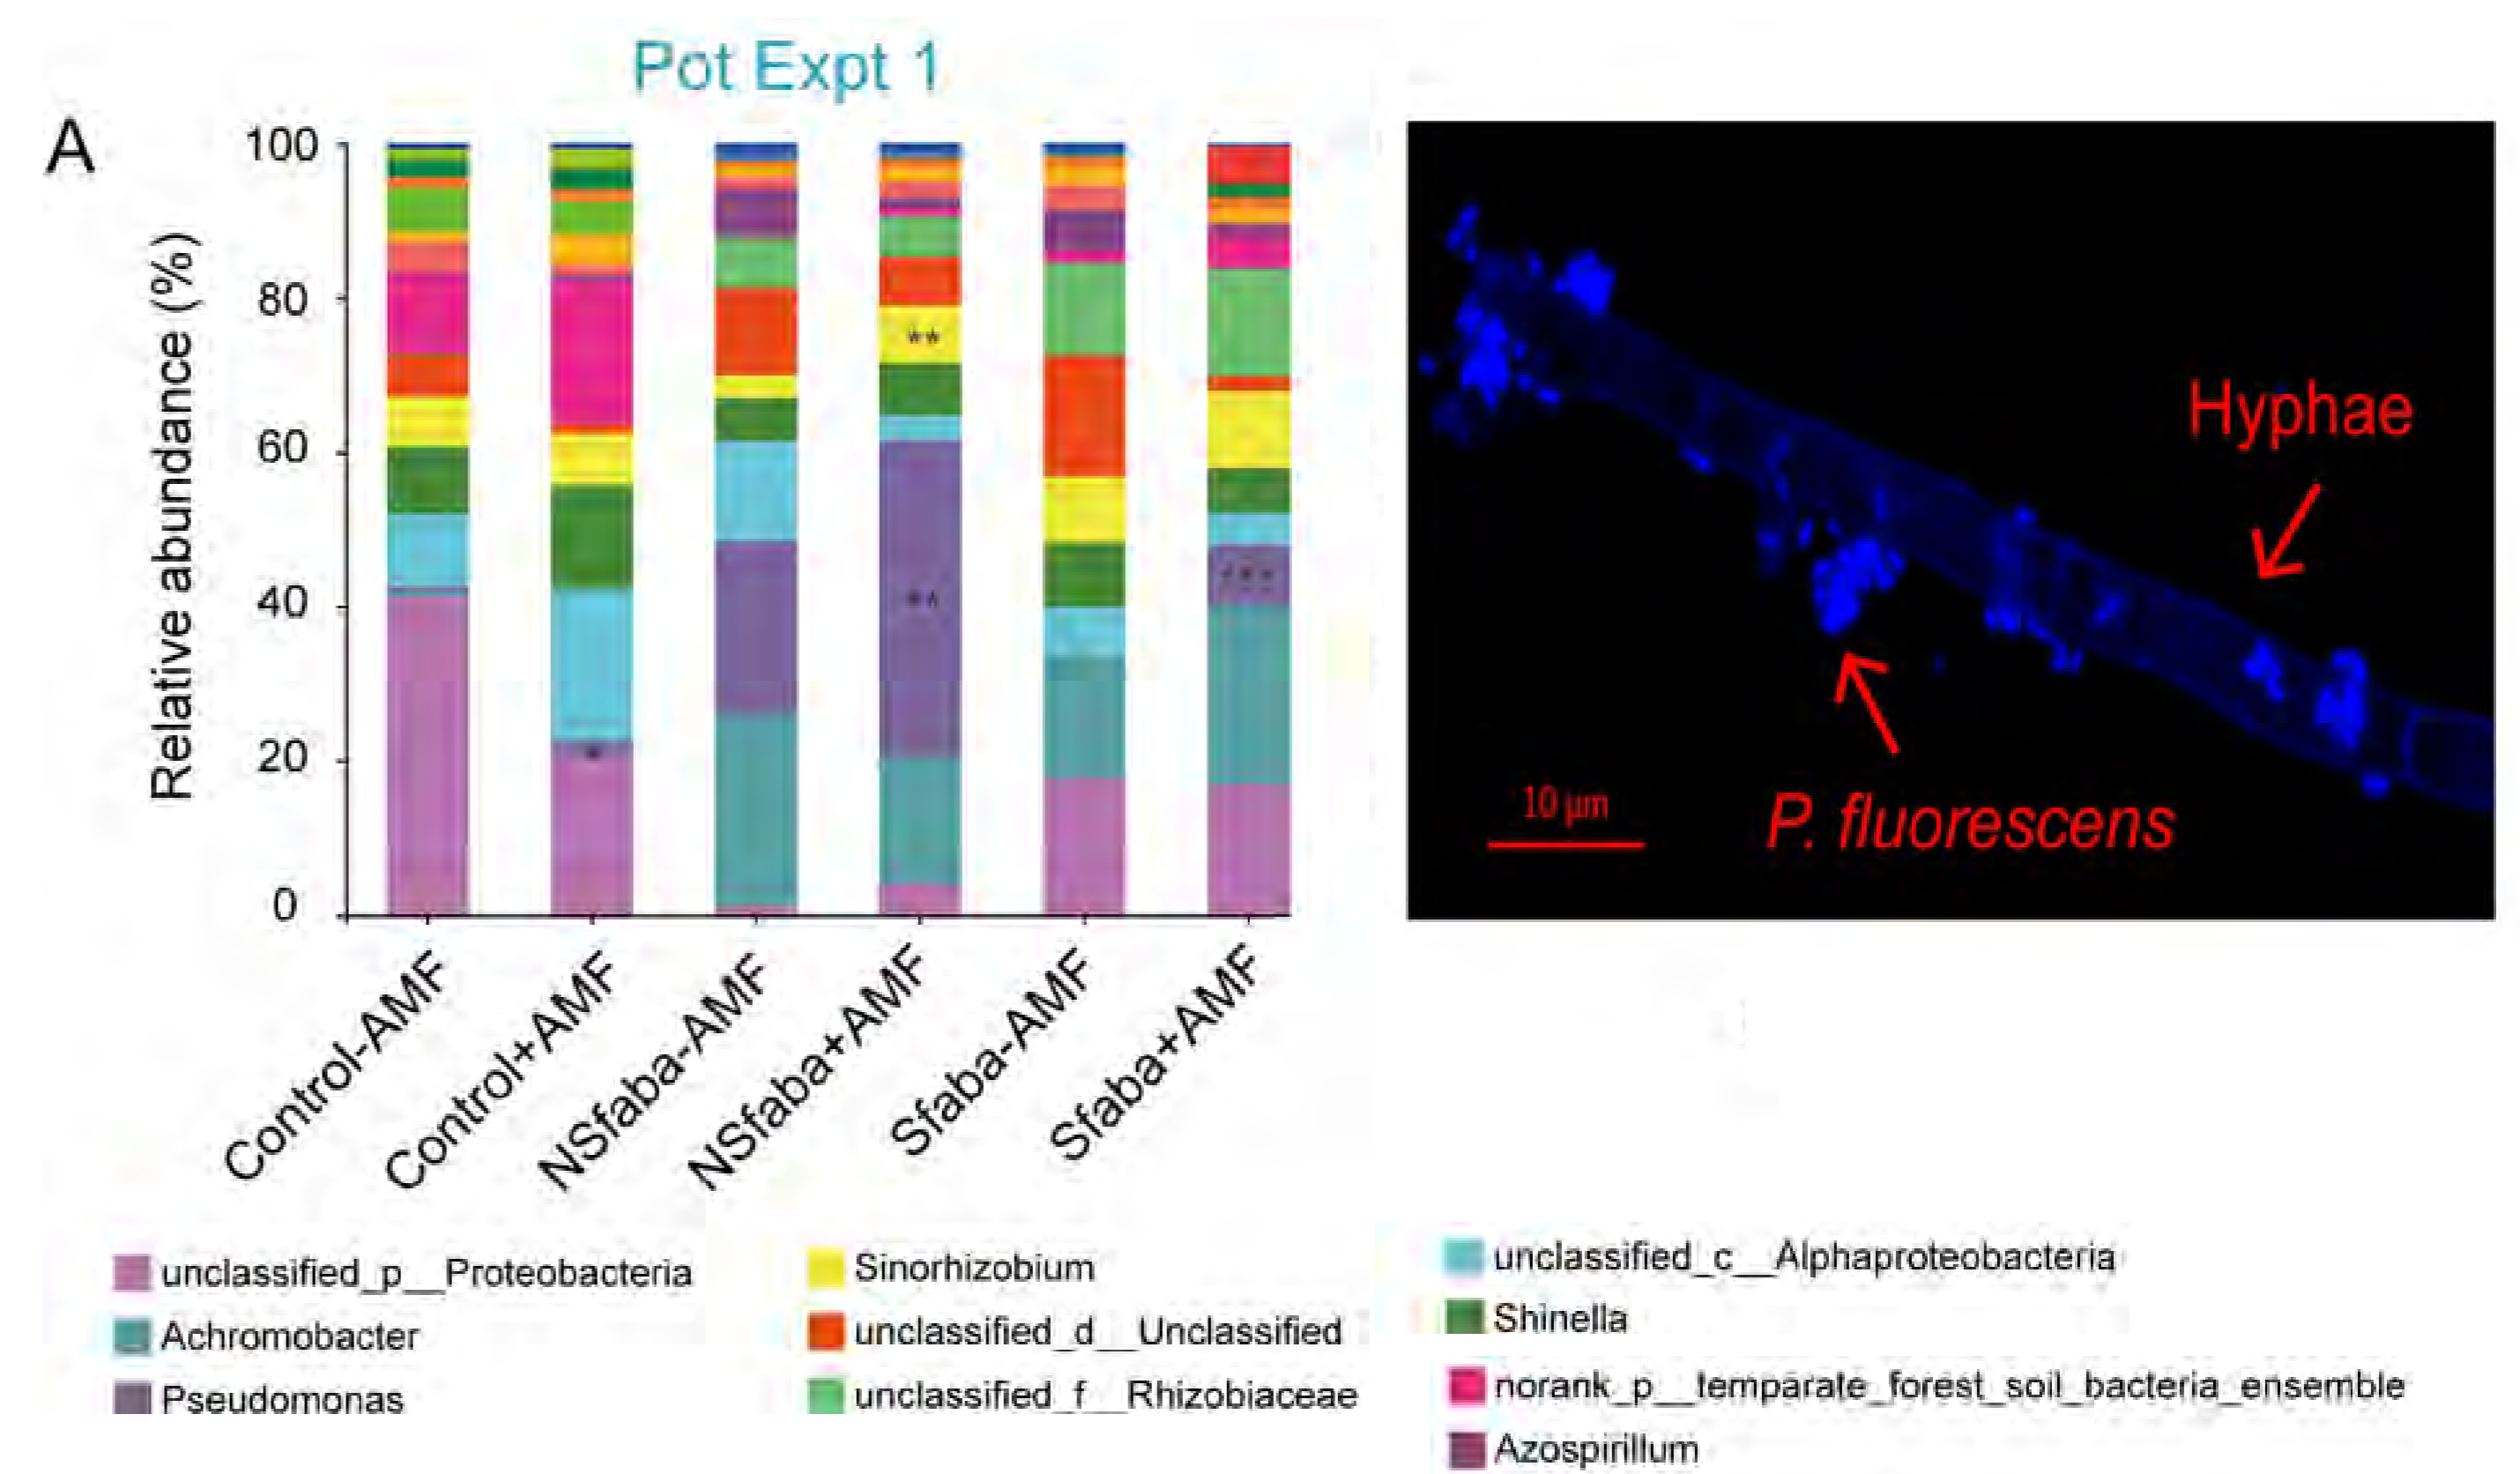 Pot Expt 1
A
Relative abundance (%)
100
80
60
40
20
0
**
**
*
***
Control-AMF
Control+AMF
NSfaba-AMF
NSfaba+AMF
Sfaba-AMF
Sfaba+AMF
Hyphae
10 µm
P. fluorescens
unclassified_p__Proteobacteria
Achromobacter
Pseudomonas
Sinorhizobium
unclassified_d__Unclassified
unclassified_f__Rhizobiaceae
unclassified_c__Alphaproteobacteria
Shinella
norank_p__temparate_forest_soil_bacteria_ensemble
Azospirillum